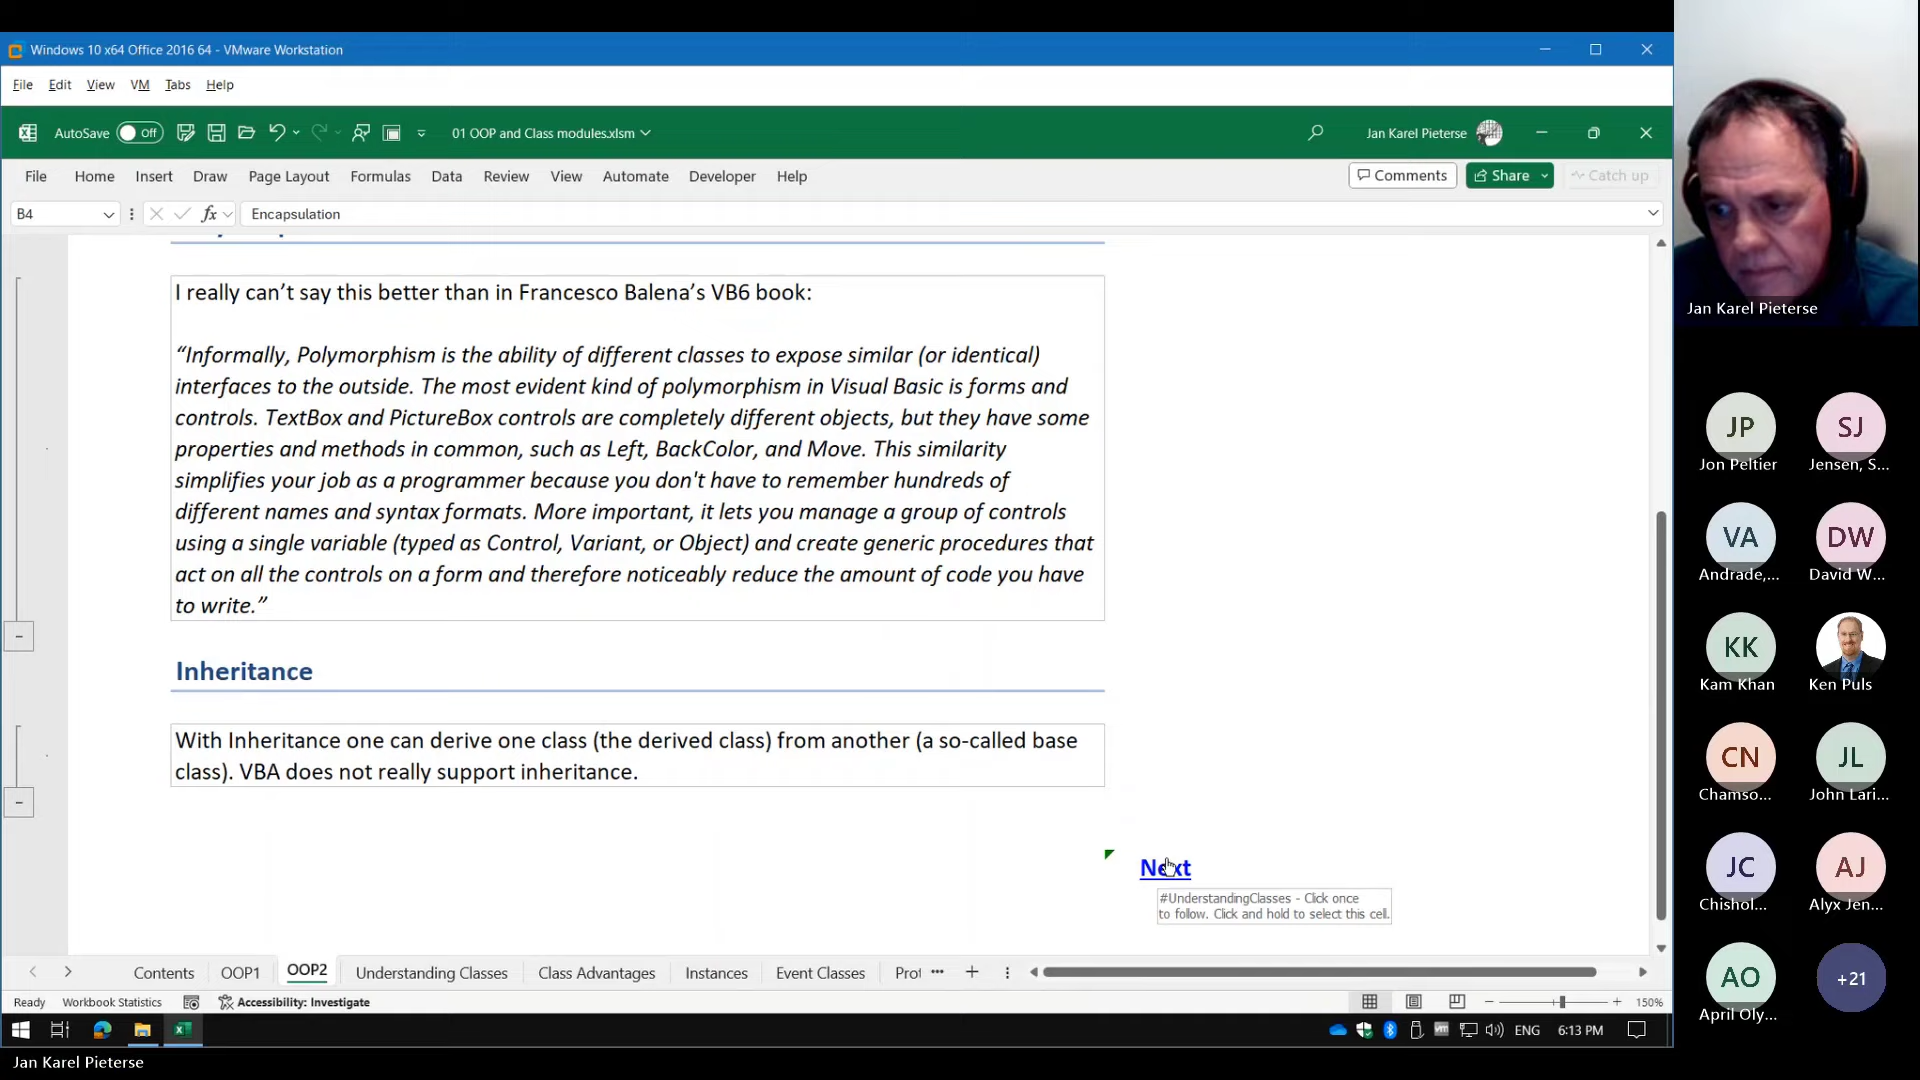 Windows 10 x64 Office 2016 64 - VMware Workstation
File Edit View VM Tabs Help
AutoSave Off 01 OOP and Class modules.xlsm Jan Karel Pieterse
File Home Insert Draw Page Layout Formulas Data Review View Automate Developer Help Comments Share Catch up
B4 fx Encapsulation
I really can’t say this better than in Francesco Balena’s VB6 book:
“Informally, Polymorphism is the ability of different classes to expose similar (or identical)
interfaces to the outside. The most evident kind of polymorphism in Visual Basic is forms and
controls. TextBox and PictureBox controls are completely different objects, but they have some
properties and methods in common, such as Left, BackColor, and Move. This similarity
simplifies your job as a programmer because you don't have to remember hundreds of
different names and syntax formats. More important, it lets you manage a group of controls
using a single variable (typed as Control, Variant, or Object) and create generic procedures that
act on all the controls on a form and therefore noticeably reduce the amount of code you have
to write.”
Inheritance
With Inheritance one can derive one class (the derived class) from another (a so-called base
class). VBA does not really support inheritance.
Next
#UnderstandingClasses - Click once
to follow. Click and hold to select this cell.
Contents OOP1 OOP2 Understanding Classes Class Advantages Instances Event Classes Prot ...
Ready Workbook Statistics Accessibility: Investigate 150%
ENG 6:13 PM
Jan Karel Pieterse
Jan Karel Pieterse
JP SJ
Jon Peltier Jensen, S...
VA DW
Andrade,... David W...
KK
Kam Khan Ken Puls
CN JL
Chamso... John Lari...
JC AJ
Chishol... Alyx Jen...
AO +21
April Oly...